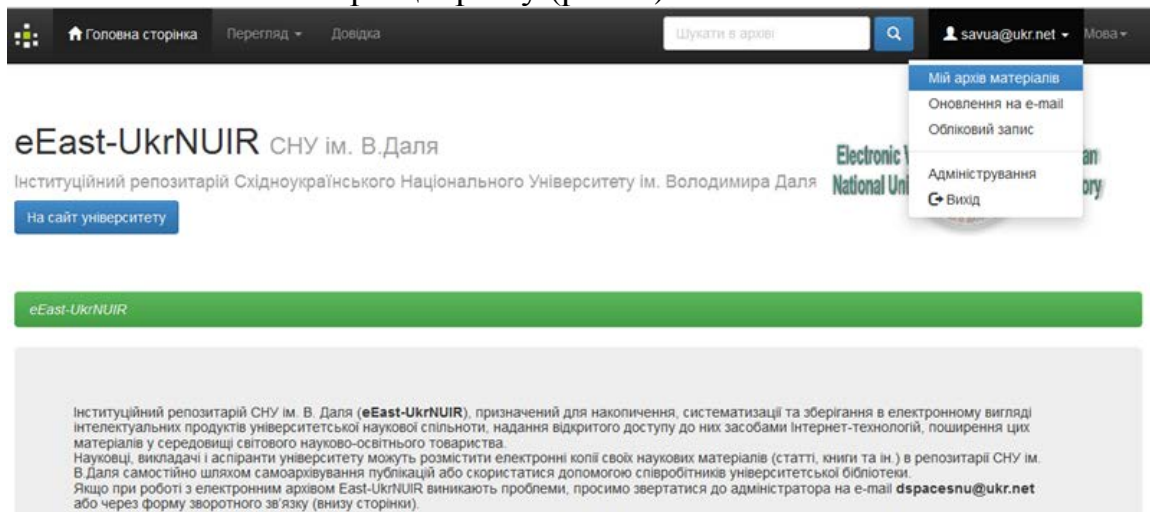 Головна сторінка Перегляд Довідка Шукати в архіві savua@ukr.net Мова
Мій архів матеріалів
Оновлення на e-mail
Обліковий запис
Адміністрування
Вихід
eEast-UkrNUIR СНУ ім. В.Даля
Інституційний репозитарій Східноукраїнського Національного Університету ім. Володимира Даля
На сайт університету
Electronic
National
eEast-UkrNUIR
Інституційний репозитарій СНУ ім. В. Даля (eEast-UkrNUIR), призначений для накопичення, систематизації та зберігання в електронному вигляді
інтелектуальних продуктів університетської наукової спільноти, надання відкритого доступу до них засобами Інтернет-технологій, поширення цих
матеріалів у середовищі світового науково-освітнього товариства.
Науковці, викладачі і аспіранти університету можуть розмістити електронні копії своїх наукових матеріалів (статті, книги та ін.) в репозитарії СНУ ім.
В.Даля самостійно шляхом самоархівування публікацій або скористатися допомогою співробітників університетської бібліотеки.
Якщо при роботі з електронним архівом East-UkrNUIR виникають проблеми, просимо звертатися до адміністратора на e-mail dspacesnu@ukr.net
або через форму зворотного зв'язку (внизу сторінки).